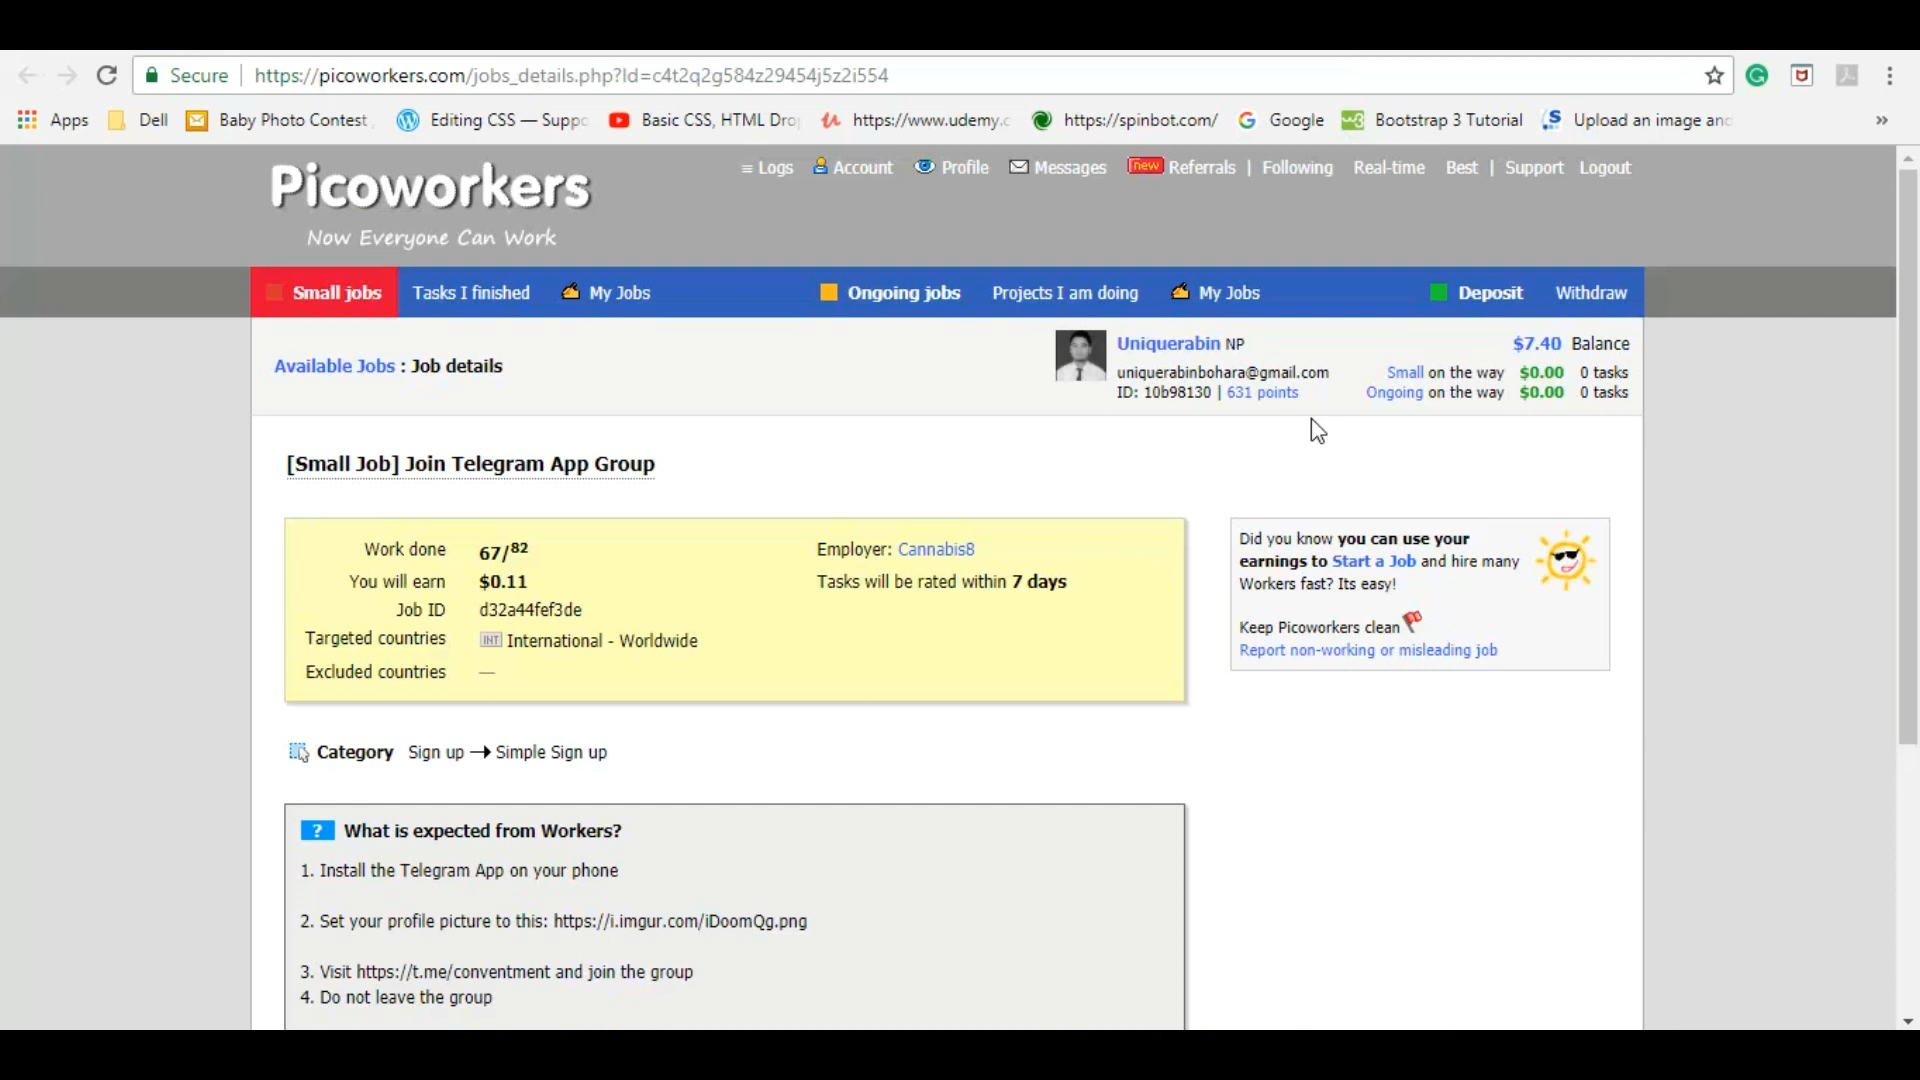 Secure https://picoworkers.com/jobs_details.php?Id=c4t2q2g584z29454j5z2i554
Apps Dell Baby Photo Contest Editing CSS — Suppo Basic CSS, HTML Dro https://www.udemy.c https://spinbot.com/ Google Bootstrap 3 Tutorial Upload an image and »
Picoworkers
Now Everyone Can Work
≡ Logs Account Profile Messages new Referrals | Following Real-time Best | Support Logout
Small jobs Tasks I finished My Jobs Ongoing jobs Projects I am doing My Jobs Deposit Withdraw
Available Jobs : Job details
Uniquerabin NP $7.40 Balance
uniquerabinbohara@gmail.com Small on the way $0.00 0 tasks
ID: 10b98130 | 631 points Ongoing on the way $0.00 0 tasks
[Small Job] Join Telegram App Group
Work done 67/82 Employer: Cannabis8
You will earn $0.11 Tasks will be rated within 7 days
Job ID d32a44fef3de
Targeted countries INT International - Worldwide
Excluded countries —
Did you know you can use your
earnings to Start a Job and hire many
Workers fast? Its easy!
Keep Picoworkers clean
Report non-working or misleading job
Category Sign up → Simple Sign up
? What is expected from Workers?
1. Install the Telegram App on your phone
2. Set your profile picture to this: https://i.imgur.com/iDoomQg.png
3. Visit https://t.me/conventment and join the group
4. Do not leave the group